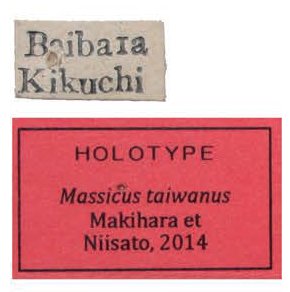 Baibara
Kikuchi
HOLOTYPE
Massicus taiwanus
Makihara et
Niisato, 2014